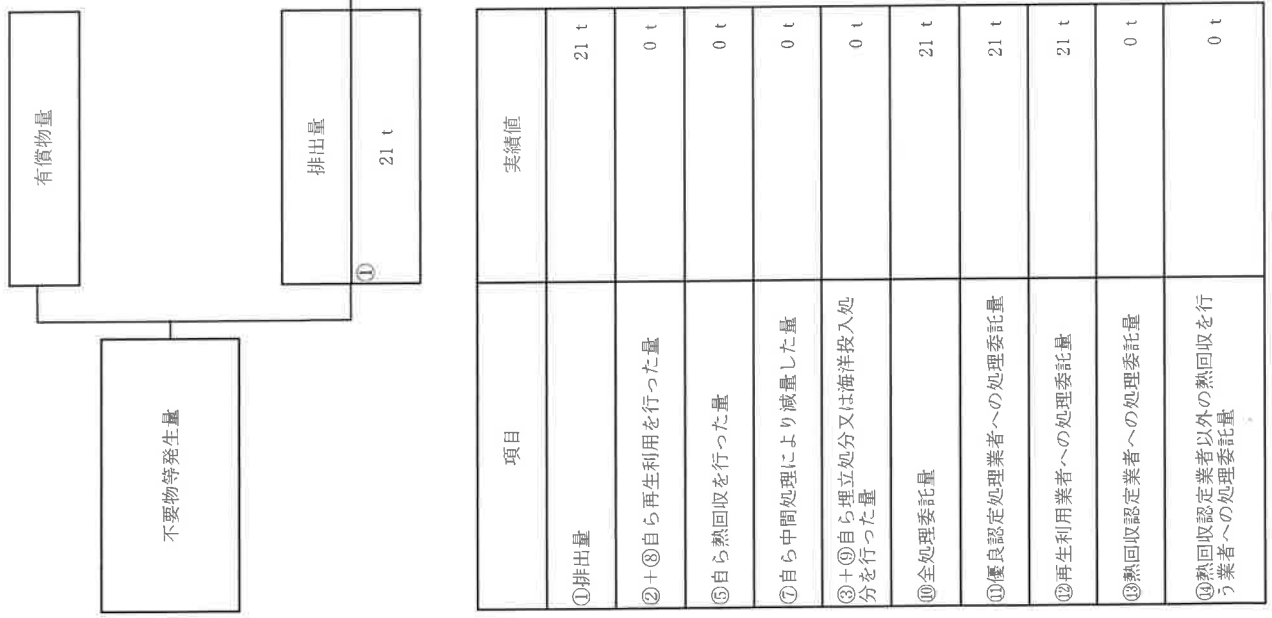 有償物量
不要物等発生量
排出量
①
21 t
項目
実績値
①排出量
21 t
②+⑧自ら再生利用を行った量
0 t
⑤自ら熱回収を行った量
0 t
⑦自ら中間処理により減量した量
0 t
③+⑨自ら埋立処分又は海洋投入処
分を行った量
0 t
⑩全処理委託量
21 t
⑪優良認定処理業者への処理委託量
21 t
⑫再生利用業者への処理委託量
21 t
⑬熱回収認定業者への処理委託量
0 t
⑭熱回収認定業者以外の熱回収を行
う業者への処理委託量
0 t